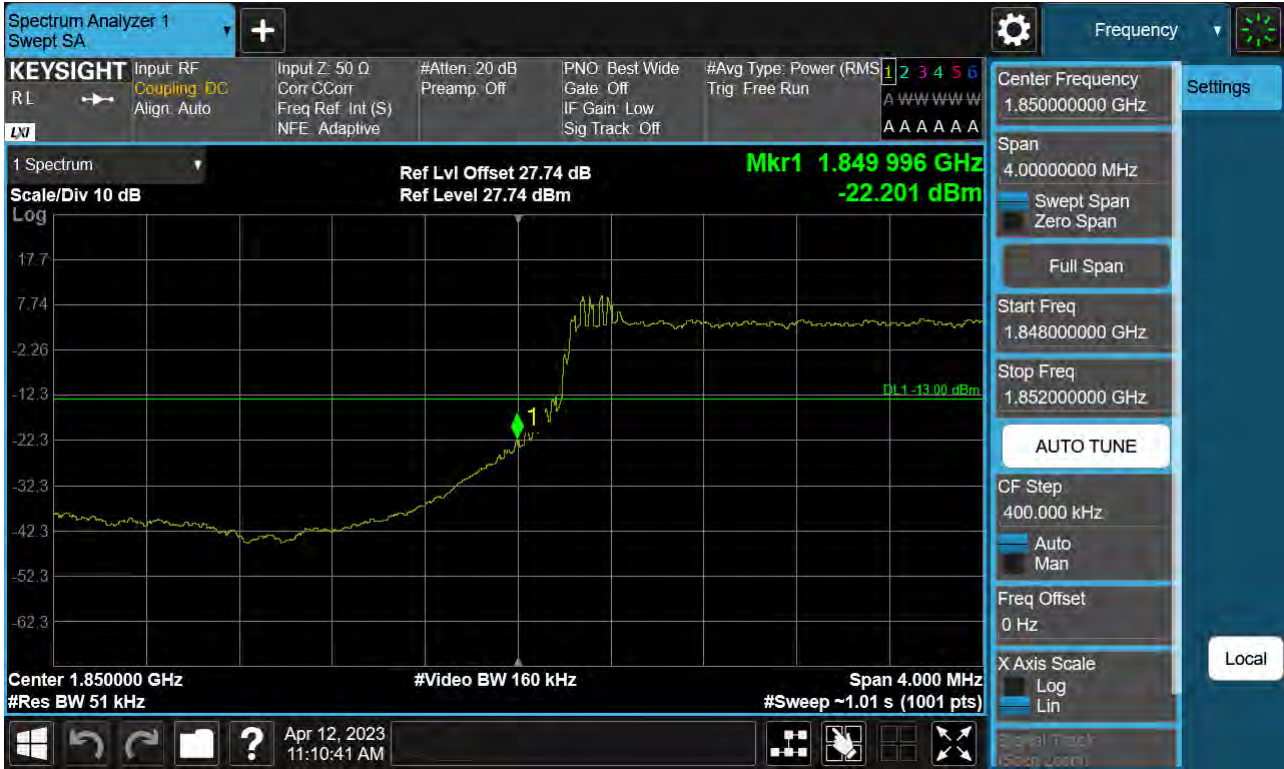 Spectrum Analyzer 1
Swept SA
+
Frequency
KEYSIGHT
RL
LXI
Input: RF
Coupling: DC
Align: Auto
Input Z: 50 Ω
Corr CCorr
Freq Ref: Int (S)
NFE: Adaptive
#Atten: 20 dB
Preamp: Off
PNO: Best Wide
Gate: Off
IF Gain: Low
Sig Track: Off
#Avg Type: Power (RMS
Trig: Free Run
1 2 3 4 5 6
A W W W W W
A A A A A A
1 Spectrum
Scale/Div 10 dB
Log
Ref Lvl Offset 27.74 dB
Ref Level 27.74 dBm
Mkr1 1.849 996 GHz
-22.201 dBm
17.7
7.74
-2.26
-12.3
-22.3
-32.3
-42.3
-52.3
-62.3
DL1 -13.00 dBm
1
Center 1.850000 GHz
#Res BW 51 kHz
#Video BW 160 kHz
Span 4.000 MHz
#Sweep ~1.01 s (1001 pts)
Center Frequency
1.850000000 GHz
Span
4.00000000 MHz
Swept Span
Zero Span
Full Span
Start Freq
1.848000000 GHz
Stop Freq
1.852000000 GHz
AUTO TUNE
CF Step
400.000 kHz
Auto
Man
Freq Offset
0 Hz
X Axis Scale
Log
Lin
Signal Track
(Span Zoom)
Settings
Local
?
Apr 12, 2023
11:10:41 AM